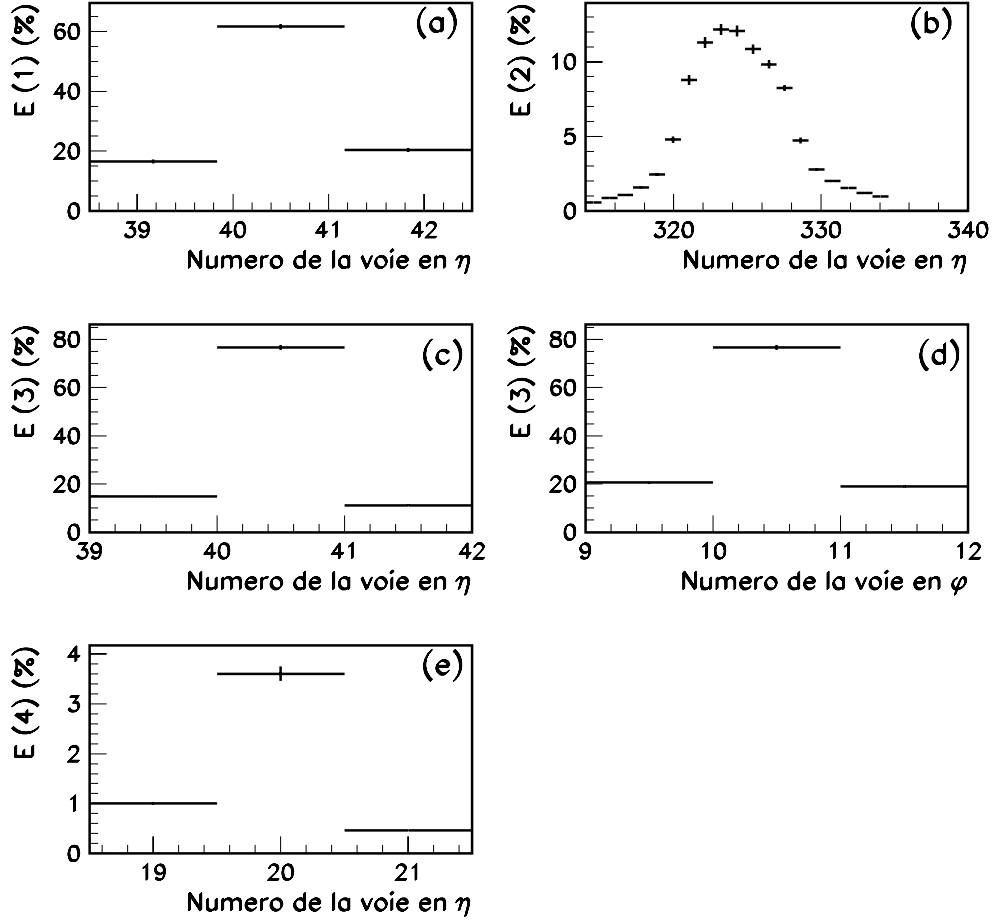 E (1) (%)
60
40
20
0
(a)
39 40 41 42
Numero de la voie en η
E (2) (%)
10
5
0
(b)
320 330 340
Numero de la voie en η
E (3) (%)
80
60
40
20
0
(c)
39 40 41 42
Numero de la voie en η
E (3) (%)
80
60
40
20
0
(d)
9 10 11 12
Numero de la voie en φ
E (4) (%)
4
3
2
1
0
(e)
19 20 21
Numero de la voie en η